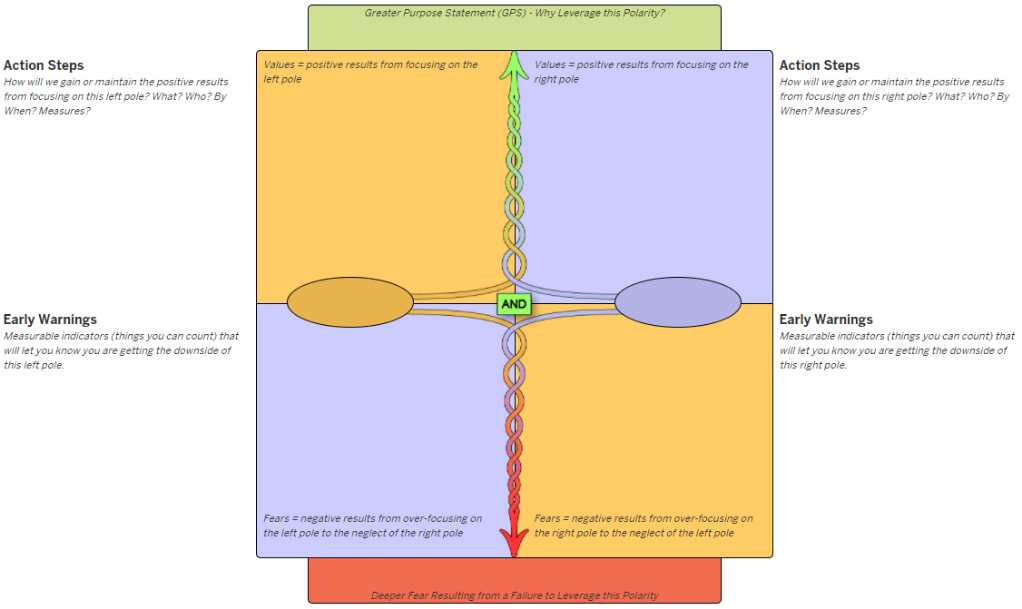 Greater Purpose Statement (GPS) - Why Leverage this Polarity?
Action Steps
How will we gain or maintain the positive results
from focusing on this left pole? What? Who? By
When? Measures?
Values = positive results from focusing on the
left pole
Values = positive results from focusing on the
right pole
Action Steps
How will we gain or maintain the positive results
from focusing on this right pole? What? Who? By
When? Measures?
AND
Early Warnings
Measurable indicators (things you can count) that
will let you know you are getting the downside of
this left pole.
Early Warnings
Measurable indicators (things you can count) that
will let you know you are getting the downside of
this right pole.
Fears = negative results from over-focusing on
the left pole to the neglect of the right pole
Fears = negative results from over-focusing on
the right pole to the neglect of the left pole
Deeper Fear Resulting from a Failure to Leverage this Polarity